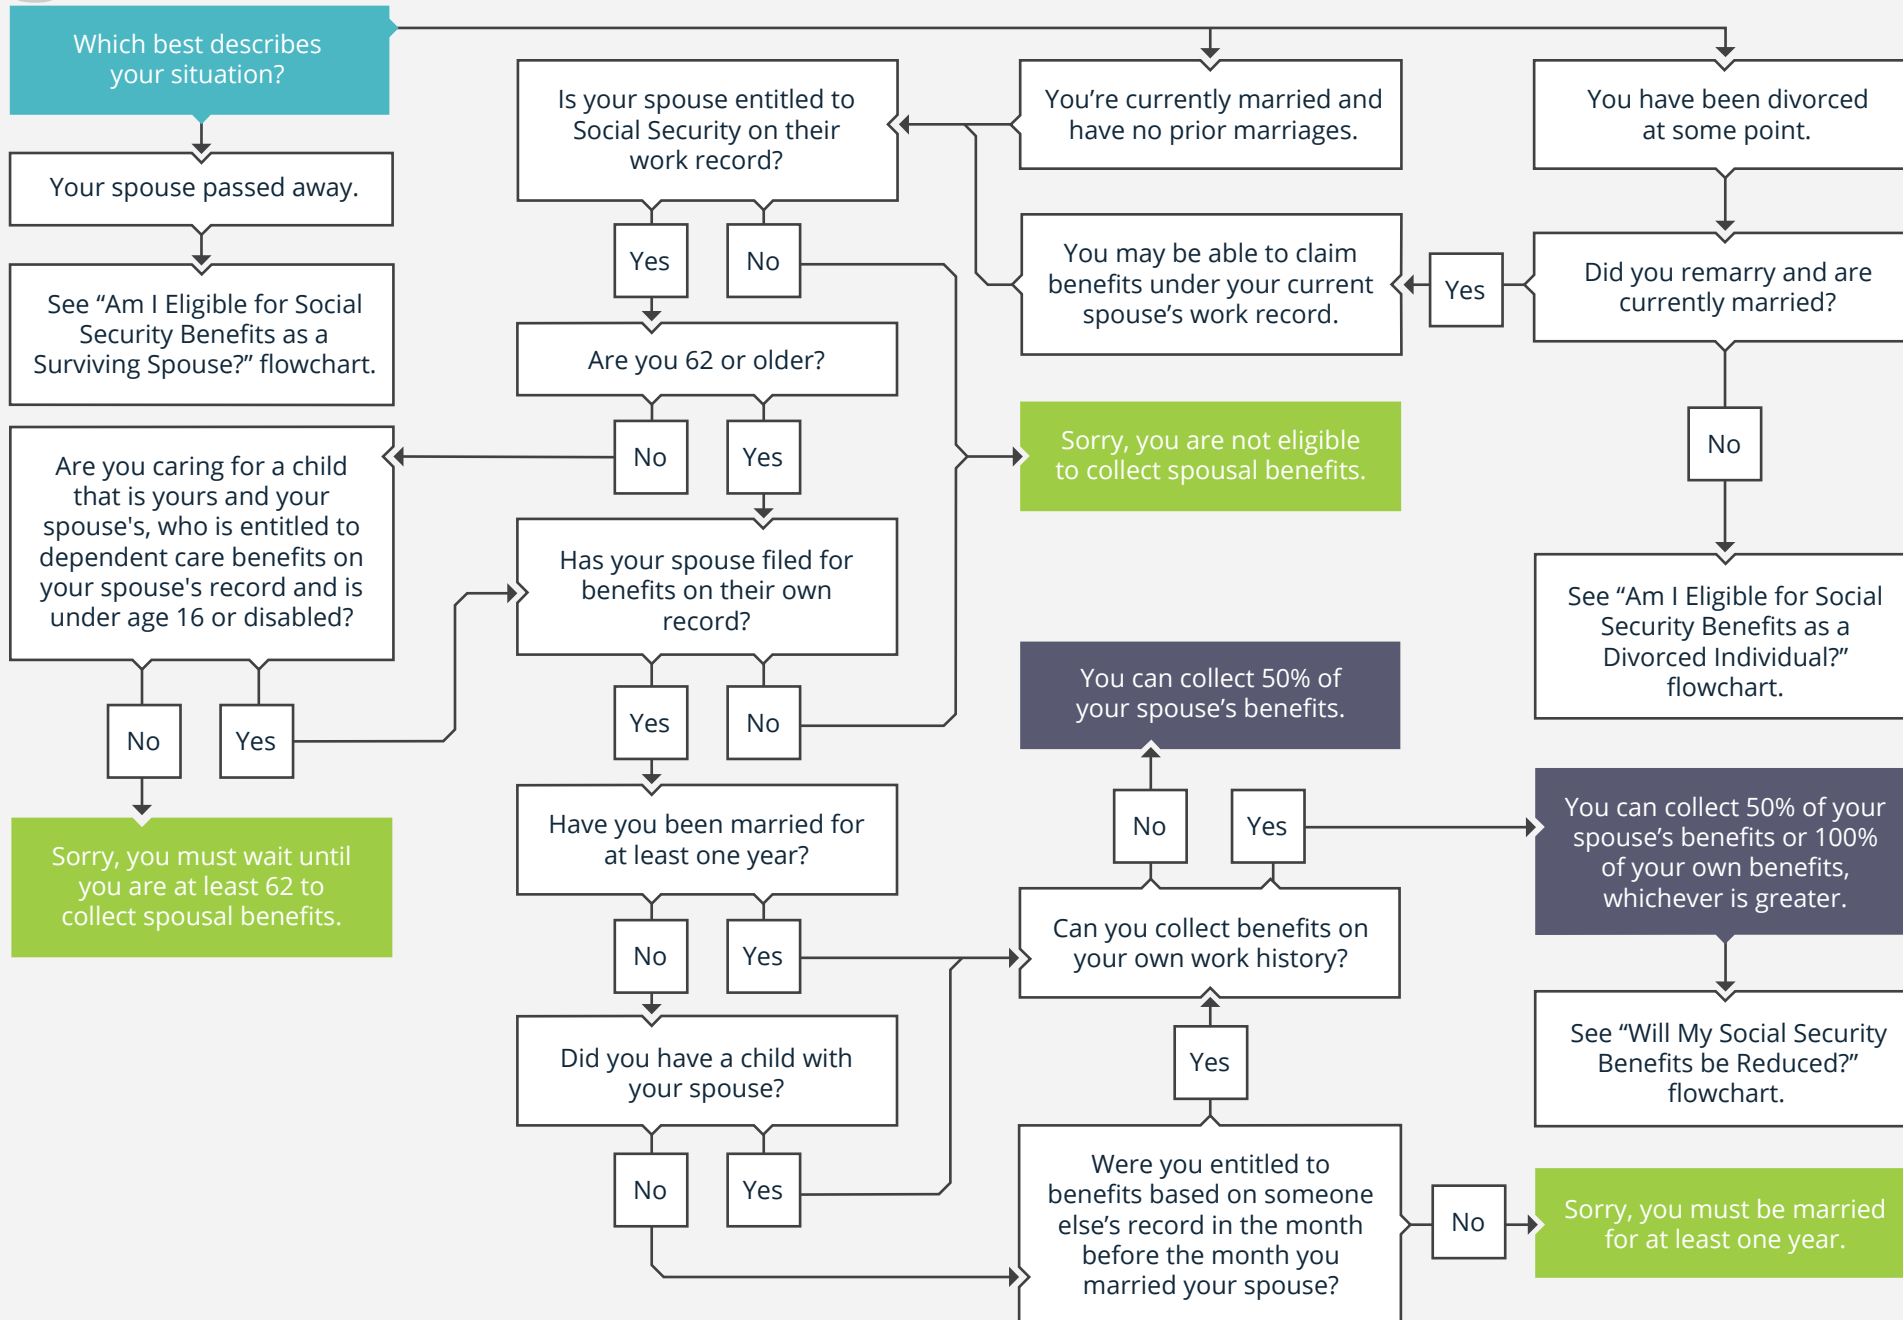 Which best describes
your situation?
Your spouse passed away.
See “Am I Eligible for Social
Security Benefits as a
Surviving Spouse?” flowchart.
You’re currently married and
have no prior marriages.
You have been divorced
at some point.
Did you remarry and are
currently married?
Yes
You may be able to claim
benefits under your current
spouse’s work record.
No
See “Am I Eligible for Social
Security Benefits as a
Divorced Individual?”
flowchart.
Is your spouse entitled to
Social Security on their
work record?
Yes
No
Sorry, you are not eligible
to collect spousal benefits.
Are you 62 or older?
No
Yes
Are you caring for a child
that is yours and your
spouse's, who is entitled to
dependent care benefits on
your spouse's record and is
under age 16 or disabled?
No
Yes
Sorry, you must wait until
you are at least 62 to
collect spousal benefits.
Has your spouse filed for
benefits on their own
record?
Yes
No
Have you been married for
at least one year?
No
Yes
Did you have a child with
your spouse?
No
Yes
Were you entitled to
benefits based on someone
else’s record in the month
before the month you
married your spouse?
Yes
No
Sorry, you must be married
for at least one year.
Can you collect benefits on
your own work history?
No
Yes
You can collect 50% of
your spouse’s benefits.
You can collect 50% of your
spouse’s benefits or 100%
of your own benefits,
whichever is greater.
See “Will My Social Security
Benefits be Reduced?”
flowchart.